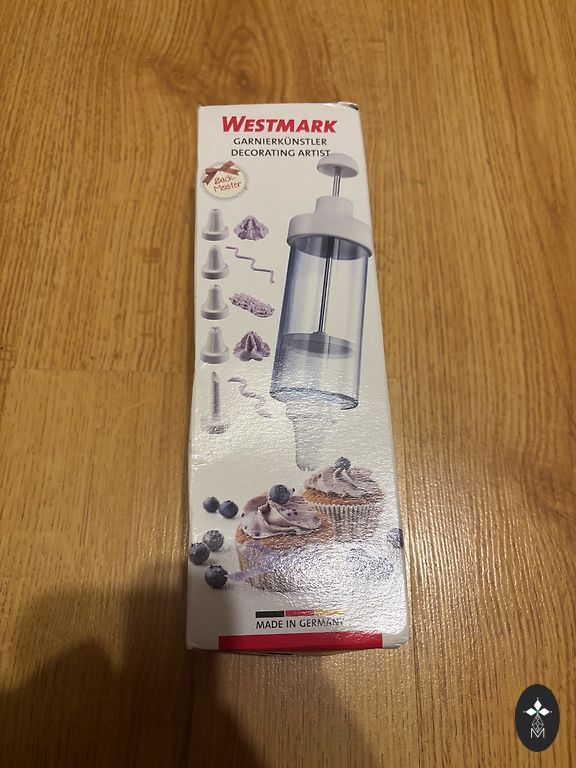 WESTMARK
GARNIERKÜNSTLER
DECORATING ARTIST
Back-
Meister
MADE IN GERMANY
M